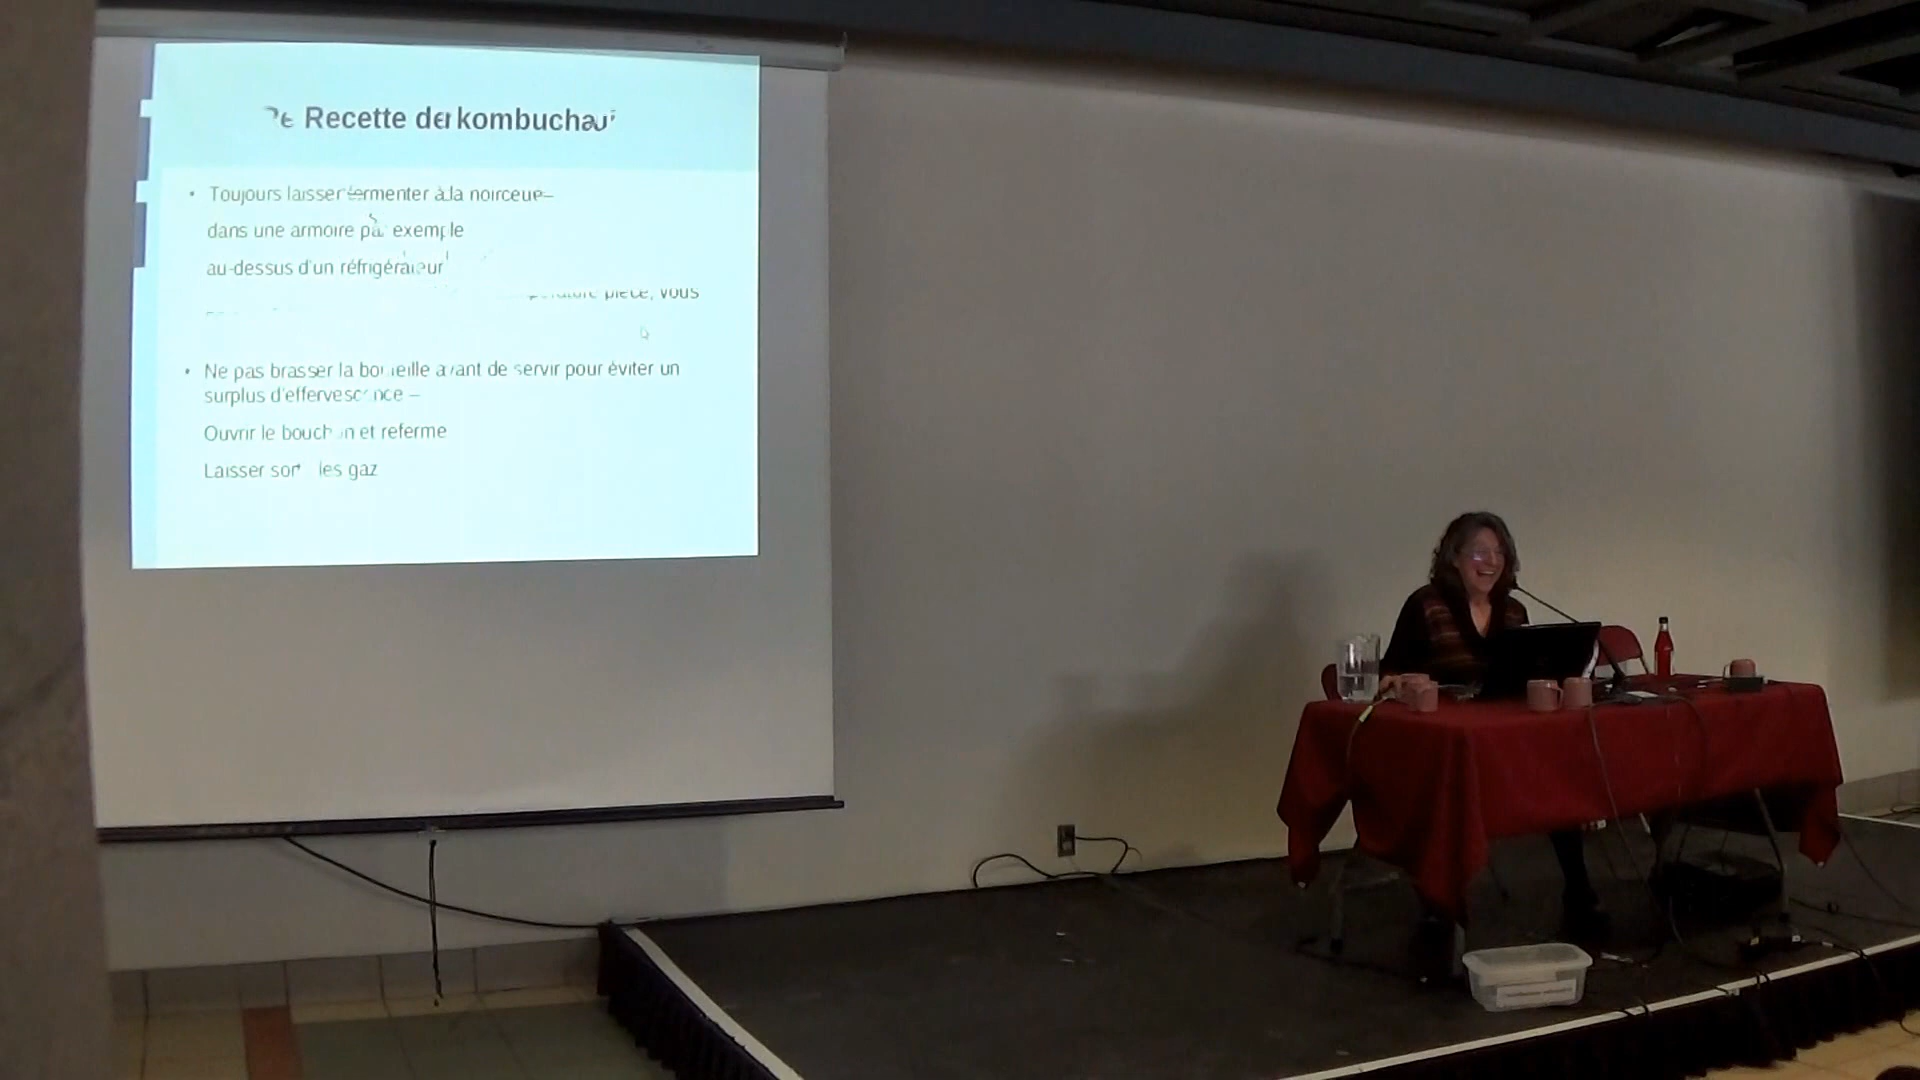 Recette de kombucha
• Toujours laisser fermenter à la noirceur –
dans une armoire par exemple
au-dessus d'un réfrigérateur
pièce, vous
• Ne pas brasser la bouteille avant de servir pour éviter un
surplus d'effervescence –
Ouvrir le bouchon et referme
Laisser sortir les gaz